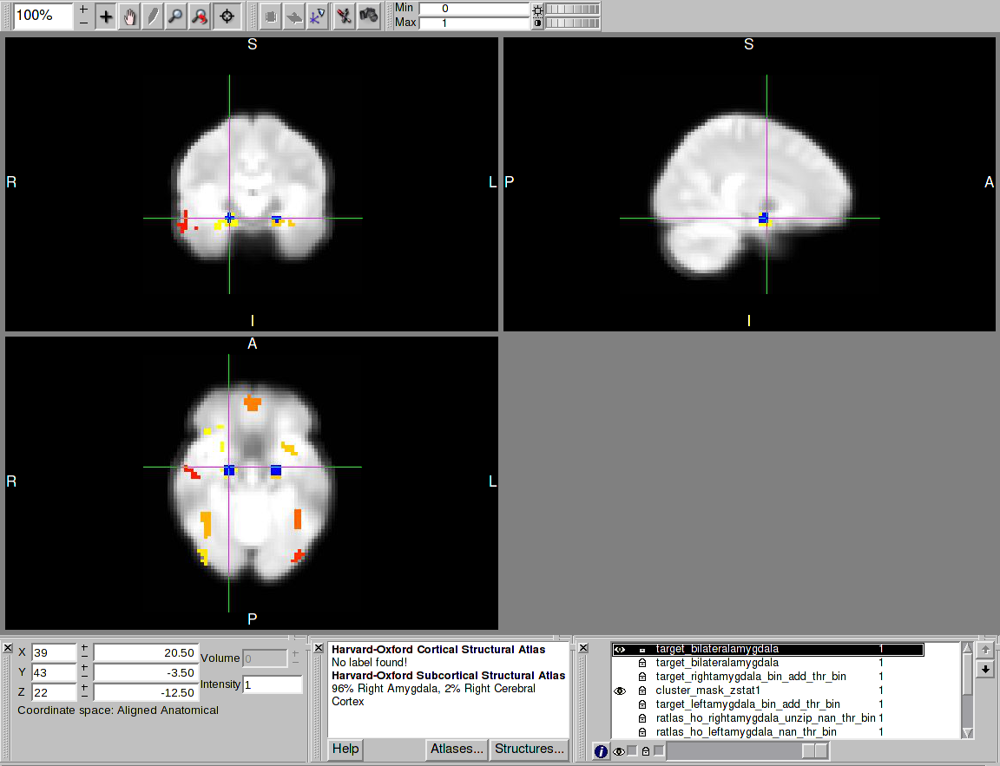 100%
+
−
Min 0
Max 1
S
R L
I
S
P A
I
A
R L
P
X 39 + − 20.50
Y 43 + − -3.50
Z 22 + − -12.50
Volume 0 + −
Intensity 1
Coordinate space: Aligned Anatomical
Harvard-Oxford Cortical Structural Atlas
No label found!
Harvard-Oxford Subcortical Structural Atlas
96% Right Amygdala, 2% Right Cerebral
Cortex
Help Atlases... Structures...
target_bilateralamygdala 1
target_bilateralamygdala 1
target_rightamygdala_bin_add_thr_bin 1
cluster_mask_zstat1 1
target_leftamygdala_bin_add_thr_bin 1
ratlas_ho_rightamygdala_unzip_nan_thr_bin 1
ratlas_ho_leftamygdala_nan_thr_bin 1
i